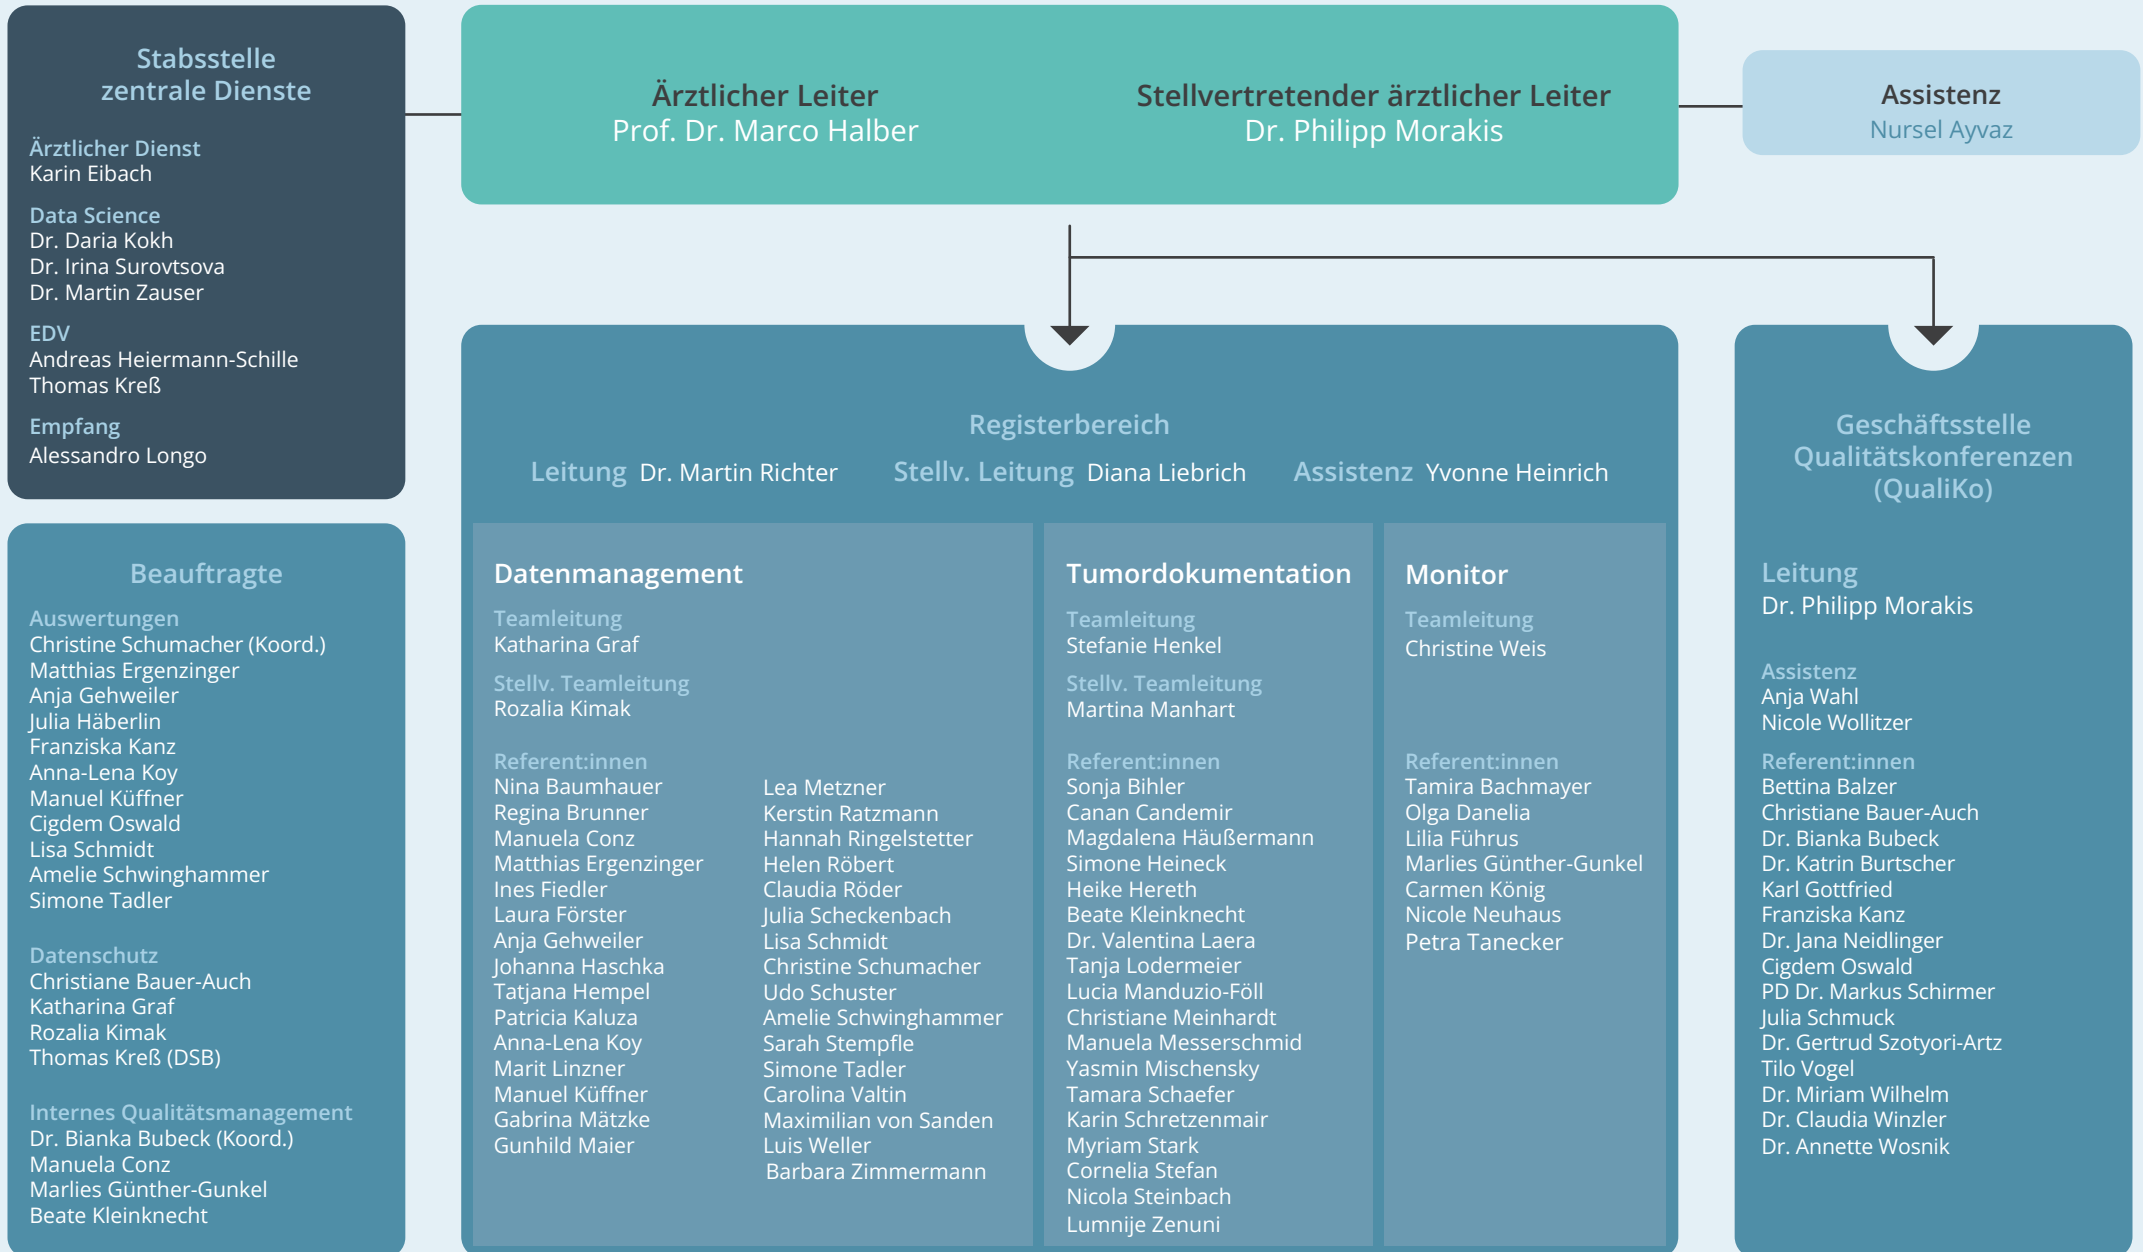 Stabsstelle
zentrale Dienste
Ärztlicher Dienst
Karin Eibach
Data Science
Dr. Daria Kokh
Dr. Irina Surovtsova
Dr. Martin Zauser
EDV
Andreas Heiermann-Schille
Thomas Kreß
Empfang
Alessandro Longo
Ärztlicher Leiter
Prof. Dr. Marco Halber
Stellvertretender ärztlicher Leiter
Dr. Philipp Morakis
Assistenz
Nursel Ayvaz
Beauftragte
Auswertungen
Christine Schumacher (Koord.)
Matthias Ergenzinger
Anja Gehweiler
Julia Häberlin
Franziska Kanz
Anna-Lena Koy
Manuel Küffner
Cigdem Oswald
Lisa Schmidt
Amelie Schwinghammer
Simone Tadler
Datenschutz
Christiane Bauer-Auch
Katharina Graf
Rozalia Kimak
Thomas Kreß (DSB)
Internes Qualitätsmanagement
Dr. Bianka Bubeck (Koord.)
Manuela Conz
Marlies Günther-Gunkel
Beate Kleinknecht
Registerbereich
Leitung Dr. Martin Richter Stellv. Leitung Diana Liebrich Assistenz Yvonne Heinrich
Datenmanagement
Teamleitung
Katharina Graf
Stellv. Teamleitung
Rozalia Kimak
Referent:innen
Nina Baumhauer
Regina Brunner
Manuela Conz
Matthias Ergenzinger
Ines Fiedler
Laura Förster
Anja Gehweiler
Johanna Haschka
Tatjana Hempel
Patricia Kaluza
Anna-Lena Koy
Marit Linzner
Manuel Küffner
Gabrina Mätzke
Gunhild Maier
Lea Metzner
Kerstin Ratzmann
Hannah Ringelstetter
Helen Röbert
Claudia Röder
Julia Scheckenbach
Lisa Schmidt
Christine Schumacher
Udo Schuster
Amelie Schwinghammer
Sarah Stempfle
Simone Tadler
Carolina Valtin
Maximilian von Sanden
Luis Weller
Barbara Zimmermann
Tumordokumentation
Teamleitung
Stefanie Henkel
Stellv. Teamleitung
Martina Manhart
Referent:innen
Sonja Bihler
Canan Candemir
Magdalena Häußermann
Simone Heineck
Heike Hereth
Beate Kleinknecht
Dr. Valentina Laera
Tanja Lodermeier
Lucia Manduzio-Föll
Christiane Meinhardt
Manuela Messerschmid
Yasmin Mischensky
Tamara Schaefer
Karin Schretzenmair
Myriam Stark
Cornelia Stefan
Nicola Steinbach
Lumnije Zenuni
Monitor
Teamleitung
Christine Weis
Referent:innen
Tamira Bachmayer
Olga Danelia
Lilia Führus
Marlies Günther-Gunkel
Carmen König
Nicole Neuhaus
Petra Tanecker
Geschäftsstelle
Qualitätskonferenzen
(QualiKo)
Leitung
Dr. Philipp Morakis
Assistenz
Anja Wahl
Nicole Wollitzer
Referent:innen
Bettina Balzer
Christiane Bauer-Auch
Dr. Bianka Bubeck
Dr. Katrin Burtscher
Karl Gottfried
Franziska Kanz
Dr. Jana Neidlinger
Cigdem Oswald
PD Dr. Markus Schirmer
Julia Schmuck
Dr. Gertrud Szotyori-Artz
Tilo Vogel
Dr. Miriam Wilhelm
Dr. Claudia Winzler
Dr. Annette Wosnik